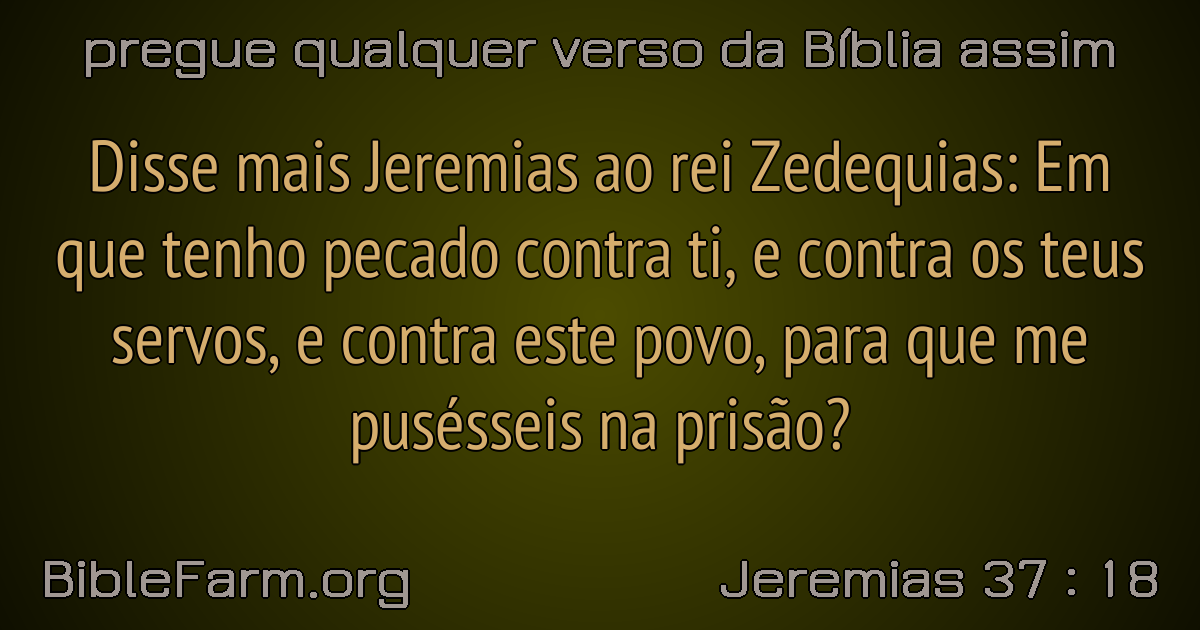 pregue qualquer verso da Bíblia assim
Disse mais Jeremias ao rei Zedequias: Em
que tenho pecado contra ti, e contra os teus
servos, e contra este povo, para que me
pusésseis na prisão?
BibleFarm.org
Jeremias 37 : 18